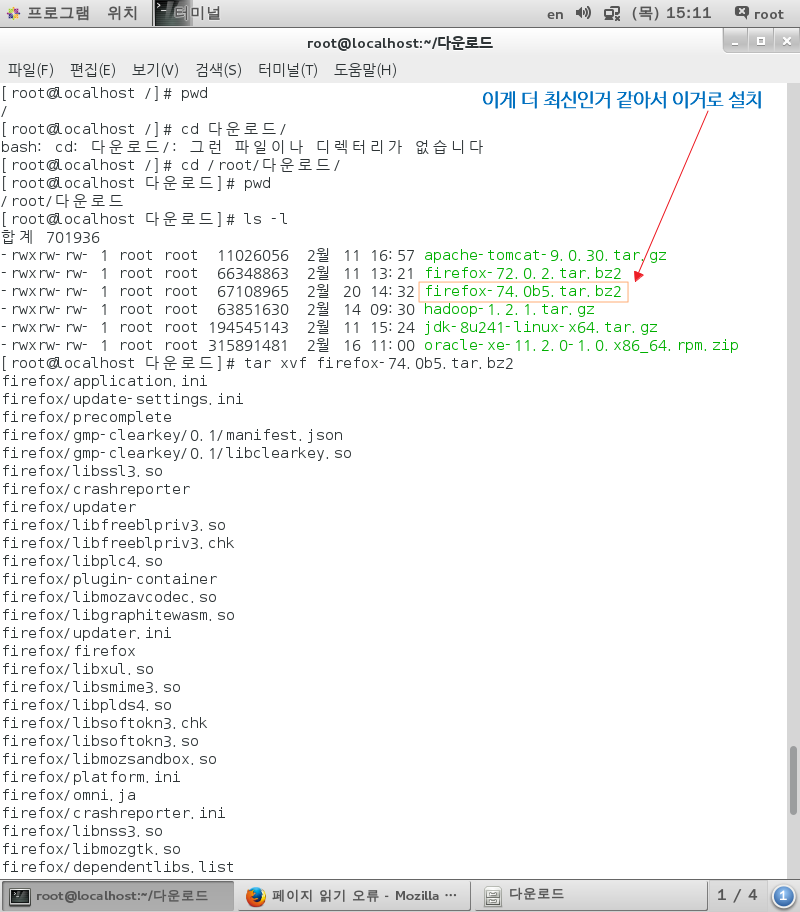 프로그램 위치 터미널 en (목) 15:11 root
root@localhost:~/다운로드
파일(F) 편집(E) 보기(V) 검색(S) 터미널(T) 도움말(H)
[root@localhost /]# pwd
이게 더 최신인거 같아서 이거로 설치
/
[root@localhost /]# cd 다운로드/
bash: cd: 다운로드/: 그런 파일이나 디렉터리가 없습니다
[root@localhost /]# cd /root/다운로드/
[root@localhost 다운로드]# pwd
/root/다운로드
[root@localhost 다운로드]# ls -l
합계 701936
-rwxrw-rw- 1 root root 11026056 2월 11 16:57 apache-tomcat-9.0.30.tar.gz
-rwxrw-rw- 1 root root 66348863 2월 11 13:21 firefox-72.0.2.tar.bz2
-rwxrw-rw- 1 root root 67108965 2월 20 14:32 firefox-74.0b5.tar.bz2
-rwxrw-rw- 1 root root 63851630 2월 14 09:30 hadoop-1.2.1.tar.gz
-rwxrw-rw- 1 root root 194545143 2월 11 15:24 jdk-8u241-linux-x64.tar.gz
-rwxrw-rw- 1 root root 315891481 2월 16 11:00 oracle-xe-11.2.0-1.0.x86_64.rpm.zip
[root@localhost 다운로드]# tar xvf firefox-74.0b5.tar.bz2
firefox/application.ini
firefox/update-settings.ini
firefox/precomplete
firefox/gmp-clearkey/0.1/manifest.json
firefox/gmp-clearkey/0.1/libclearkey.so
firefox/libssl3.so
firefox/crashreporter
firefox/updater
firefox/libfreeblpriv3.so
firefox/libfreeblpriv3.chk
firefox/libplc4.so
firefox/plugin-container
firefox/libmozavcodec.so
firefox/libgraphitewasm.so
firefox/updater.ini
firefox/firefox
firefox/libxul.so
firefox/libsmime3.so
firefox/libplds4.so
firefox/libsoftokn3.chk
firefox/libsoftokn3.so
firefox/libmozsandbox.so
firefox/platform.ini
firefox/omni.ja
firefox/crashreporter.ini
firefox/libnss3.so
firefox/libmozgtk.so
firefox/dependentlibs.list
root@localhost:~/다운로드 페이지 읽기 오류 - Mozilla ··· 다운로드 1 / 4 1